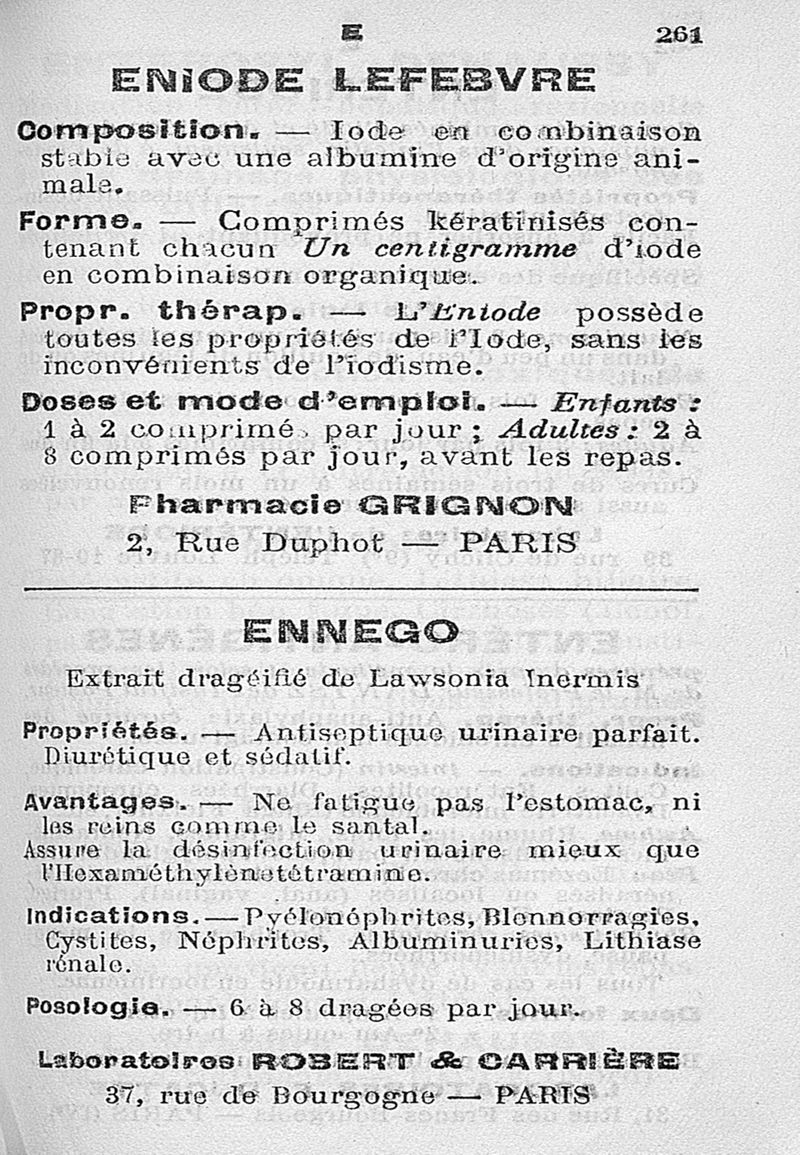 E 261
ENIODE LEFEBVRE
Composition. — Iode en combinaison
stable avec une albumine d'origine ani-
male.
Forme. — Comprimés kératinisés con-
tenant chacun Un centigramme d'iode
en combinaison organique.
Propr. thérap. — L'Eniode possède
toutes les propriétés de l'Iode, sans les
inconvénients de l'iodisme.
Doses et mode d'emploi. — Enfants :
1 à 2 comprimés par jour ; Adultes : 2 à
8 comprimés par jour, avant les repas.
Pharmacie GRIGNON
2, Rue Duphot — PARIS
ENNEGO
Extrait dragéifié de Lawsonia Inermis
Propriétés. — Antiseptique urinaire parfait.
Diurétique et sédatif.
Avantages. — Ne fatigue pas l'estomac, ni
les reins comme le santal.
Assure la désinfection urinaire mieux que
l'Hexaméthylènetétramine.
Indications. — Pyélonéphrites, Blennorragies,
Cystites, Néphrites, Albuminuries, Lithiase
rénale.
Posologie. — 6 à 8 dragées par jour.
Laboratoires ROBERT & CARRIÈRE
37, rue de Bourgogne — PARIS